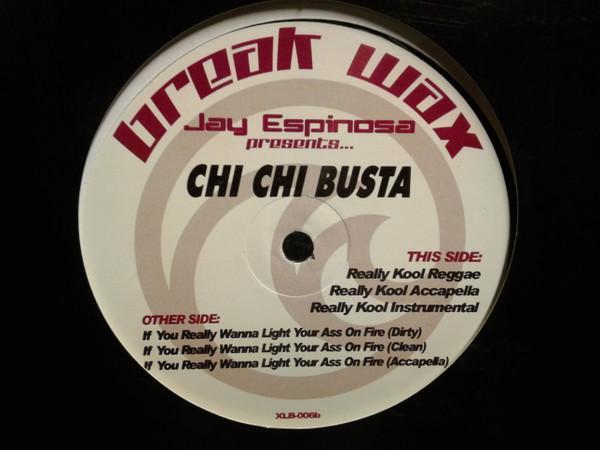 break wax
Jay Espinosa
presents...
CHI CHI BUSTA
THIS SIDE:
Really Kool Reggae
Really Kool Accapella
Really Kool Instrumental
OTHER SIDE:
If You Really Wanna Light Your Ass On Fire (Dirty)
If You Really Wanna Light Your Ass On Fire (Clean)
If You Really Wanna Light Your Ass On Fire (Accapella)
XLB-006b